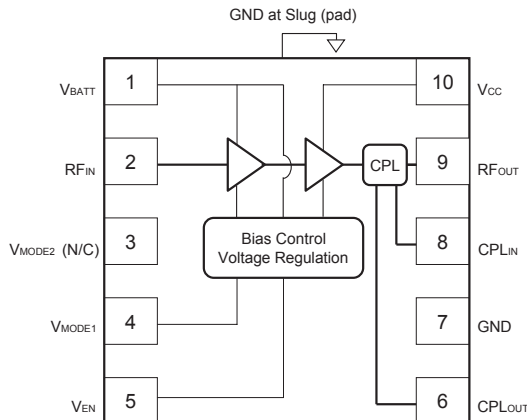 GND at Slug (pad)
VBATT
1
10
VCC
RFIN
2
CPL
9
RFOUT
VMODE2 (N/C)
3
Bias Control
Voltage Regulation
8
CPLIN
VMODE1
4
7
GND
VEN
5
6
CPLOUT